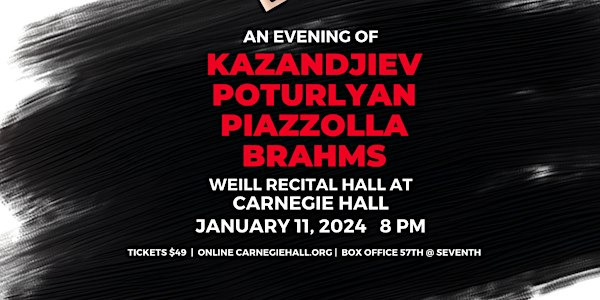 AN EVENING OF
KAZANDJIEV
POTURLYAN
PIAZZOLLA
BRAHMS
WEILL RECITAL HALL AT
CARNEGIE HALL
JANUARY 11, 2024 8 PM
TICKETS $49 | ONLINE CARNEGIEHALL.ORG | BOX OFFICE 57TH @ SEVENTH